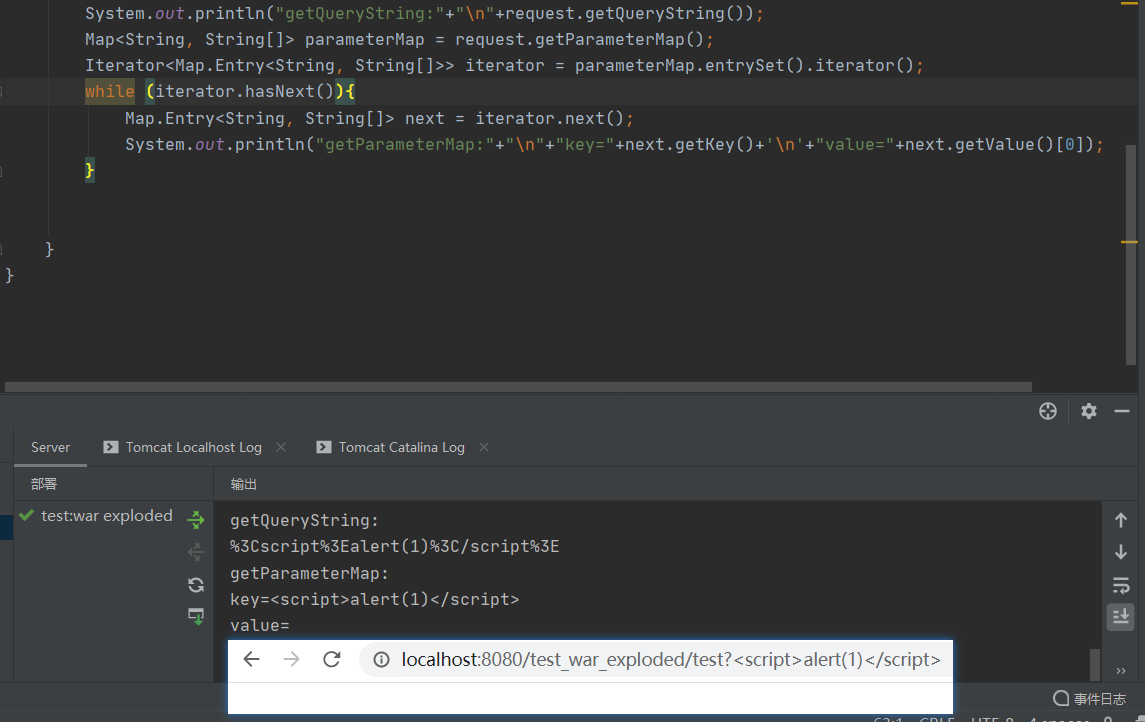 System.out.println("getQueryString:"+"\n"+request.getQueryString());
Map<String, String[]> parameterMap = request.getParameterMap();
Iterator<Map.Entry<String, String[]>> iterator = parameterMap.entrySet().iterator();
while (iterator.hasNext()){
Map.Entry<String, String[]> next = iterator.next();
System.out.println("getParameterMap:"+"\n"+"key="+next.getKey()+'\n'+"value="+next.getValue()[0]);
}
}
}
Server Tomcat Localhost Log Tomcat Catalina Log
部署 输出
test:war exploded
getQueryString:
%3Cscript%3Ealert(1)%3C/script%3E
getParameterMap:
key=<script>alert(1)</script>
value=
localhost:8080/test_war_exploded/test?<script>alert(1)</script>
事件日志